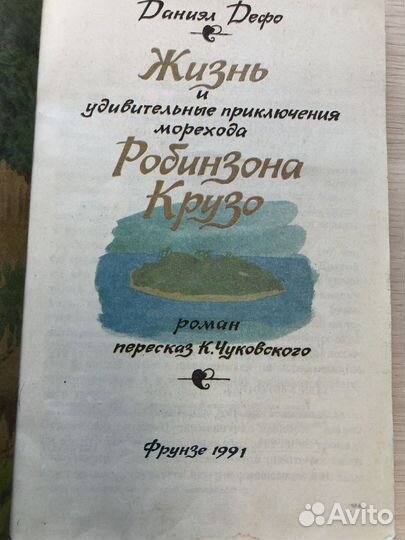 Даниэл Дефо
Жизнь
и
удивительные приключения
морехода
Робинзона
Крузо
роман
пересказ К. Чуковского
Фрунзе 1991
Avito